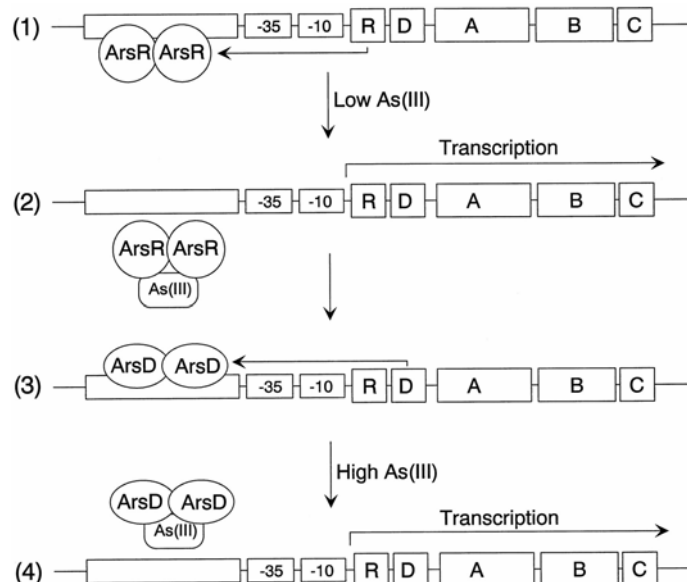 (1) -35 -10 R D A B C
ArsR ArsR
Low As(III)
Transcription
(2) -35 -10 R D A B C
ArsR ArsR
As(III)
ArsD ArsD
(3) -35 -10 R D A B C
High As(III)
ArsD ArsD
As(III)
Transcription
(4) -35 -10 R D A B C